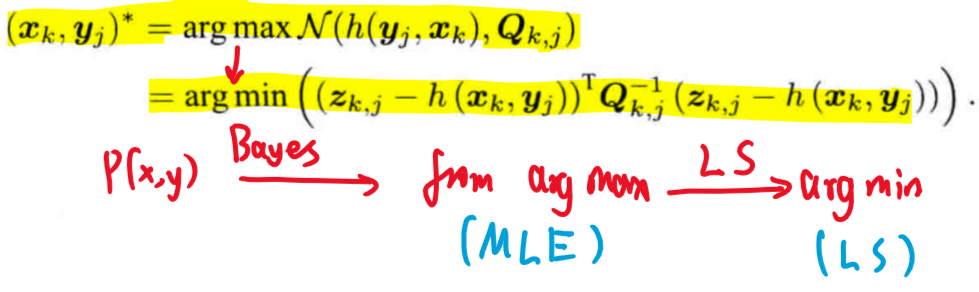 (x_k, y_j)* = arg max N(h(y_j, x_k), Q_{k,j})
= arg min ((z_{k,j} − h (x_k, y_j))^T Q_{k,j}^{−1} (z_{k,j} − h (x_k, y_j))).
P(x,y) Bayes → from arg max LS → arg min
(MLE) (LS)